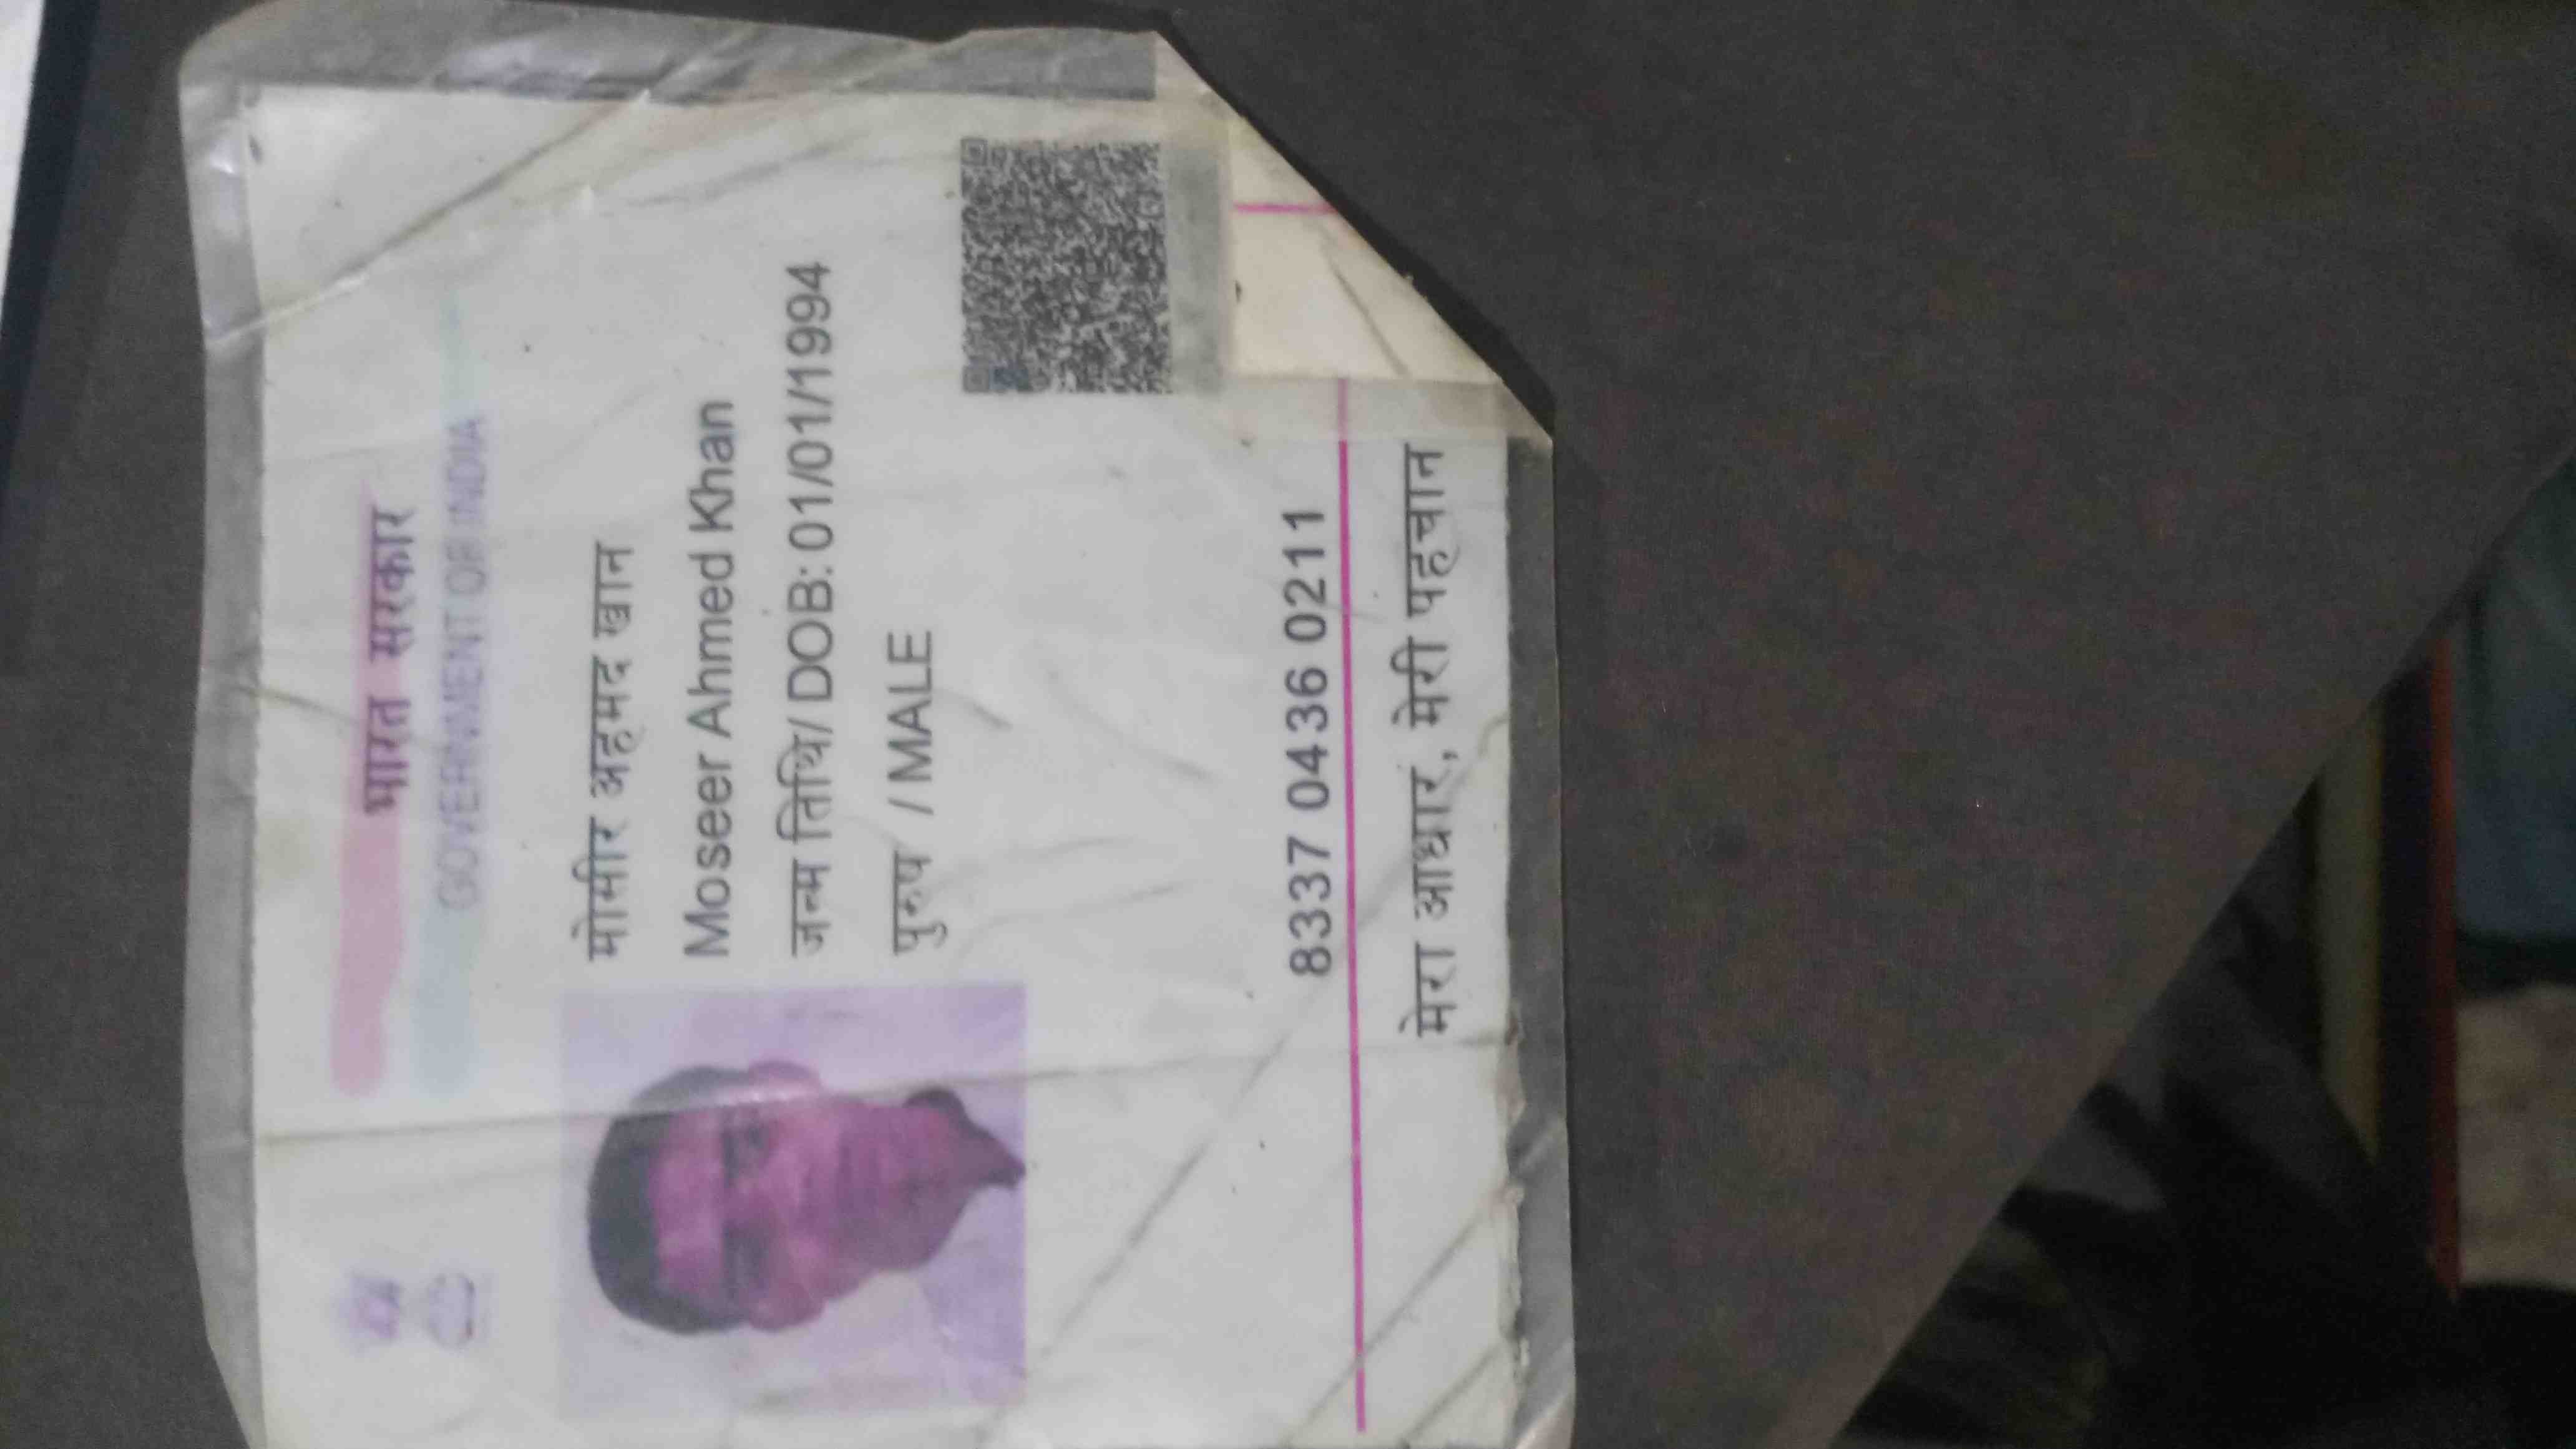 भारत सरकार
GOVERNMENT OF INDIA
मोसीर अहमद खान
Moseer Ahmed Khan
जन्म तिथि/ DOB: 01/01/1994
पुरुष / MALE
8337 0436 0211
मेरा आधार, मेरी पहचान